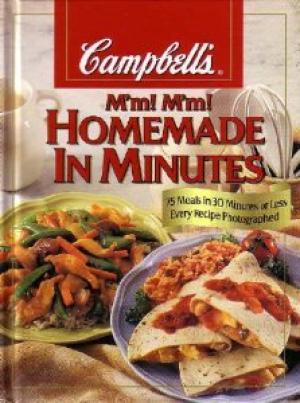 Campbell's®
M'm! M'm!
HOMEMADE
IN MINUTES
75 Meals in 30 Minutes or Less
Every Recipe Photographed